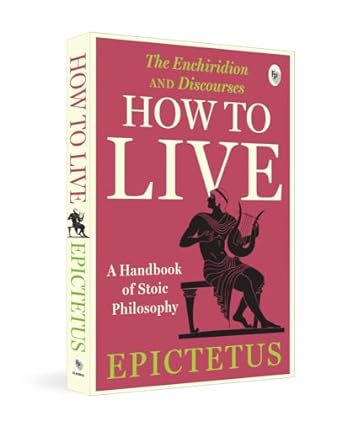 HOW TO LIVE
EPICTETUS
The Enchiridion
AND Discourses
HOW TO
LIVE
A Handbook
of Stoic
Philosophy
EPICTETUS